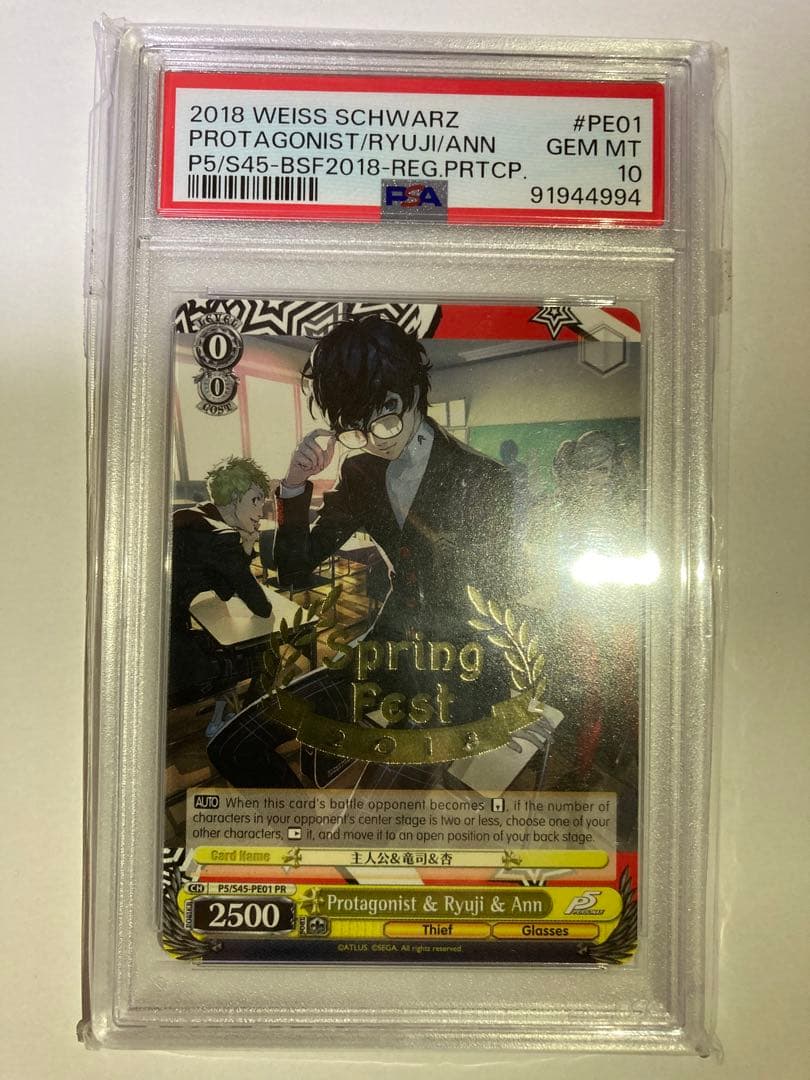 2018 WEISS SCHWARZ #PE01
PROTAGONIST/RYUJI/ANN GEM MT
P5/S45-BSF2018-REG.PRTCP. 10
PSA 91944994
LEVEL
0
0
COST
Spring
Fest
2018
AUTO When this card's battle opponent becomes , if the number of
characters in your opponent's center stage is two or less, choose one of your
other characters, it, and move it to an open position of your back stage.
Card Name 主人公&竜司&杏
CH P5/S45-PE01 PR
POWER 2500 SOUL Protagonist & Ryuji & Ann P5
Thief Glasses
©ATLUS. ©SEGA. All rights reserved.